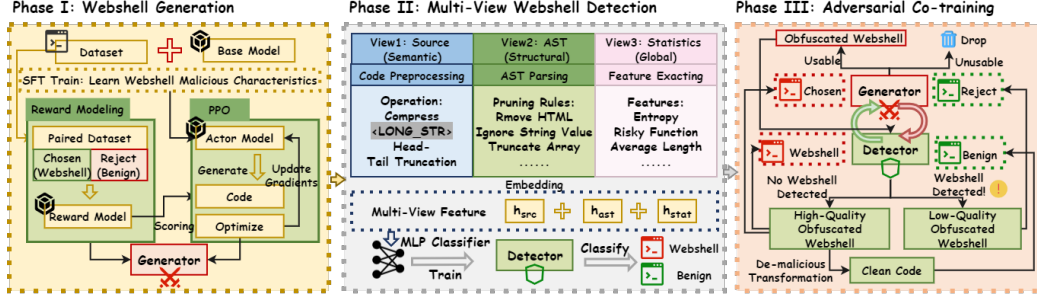 Phase I: Webshell Generation
Dataset
Base Model
SFT Train: Learn Webshell Malicious Characteristics
Reward Modeling
Paired Dataset
Chosen
(Webshell)
Reject
(Benign)
Reward Model
Scoring
PPO
Actor Model
Generate
Update
Gradients
Code
Optimize
Generator
Phase II: Multi-View Webshell Detection
View1: Source
(Semantic)
View2: AST
(Structural)
View3: Statistics
(Global)
Code Preprocessing
AST Parsing
Feature Exacting
Operation:
Compress
<LONG_STR>
Head-
Tail Truncation
Pruning Rules:
Rmove HTML
Ignore String Value
Truncate Array
......
Features:
Entropy
Risky Function
Average Length
......
Embedding
Multi-View Feature
hsrc
hast
hstat
MLP Classifier
Train
Detector
Classify
Webshell
Benign
Phase III: Adversarial Co-training
Obfuscated Webshell
Drop
Usable
Unusable
Chosen
Generator
Reject
Webshell
Detector
Benign
No Webshell
Detected
Webshell
Detected!
High-Quality
Obfuscated
Webshell
Low-Quality
Obfuscated
Webshell
De-malicious
Transformation
Clean Code